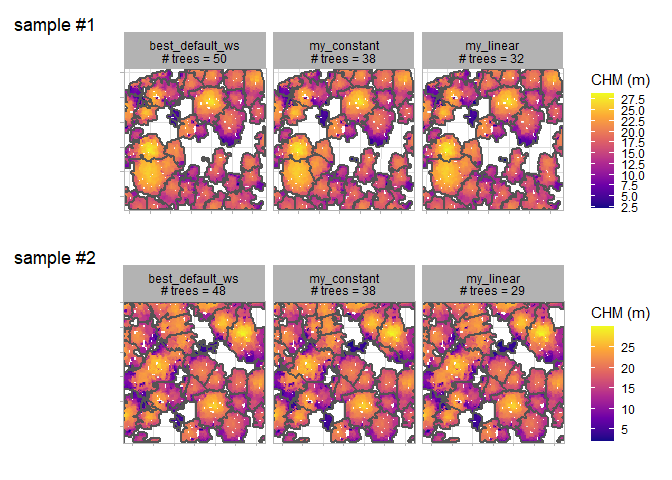 sample #1
best_default_ws
# trees = 50
my_constant
# trees = 38
my_linear
# trees = 32
CHM (m)
27.5
25.0
22.5
20.0
17.5
15.0
12.5
10.0
7.5
5.0
2.5
sample #2
best_default_ws
# trees = 48
my_constant
# trees = 38
my_linear
# trees = 29
CHM (m)
25
20
15
10
5